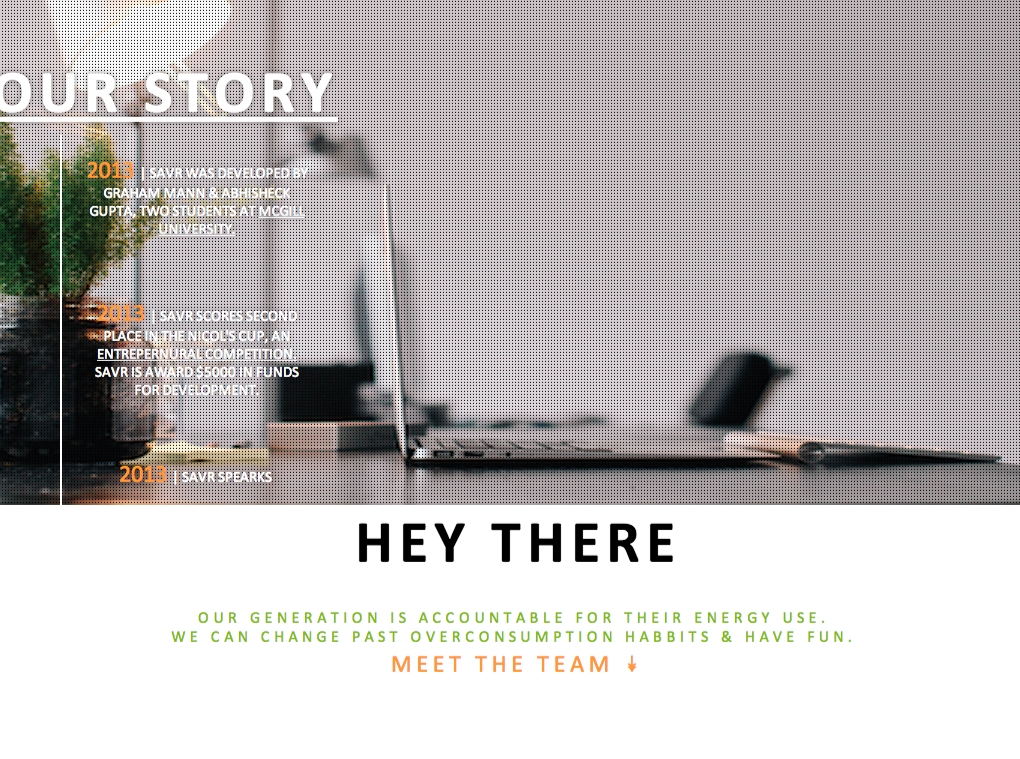 OUR STORY
2013 | SAVR WAS DEVELOPED BY
GRAHAM MANN & ABHISHECK
GUPTA, TWO STUDENTS AT MCGILL
UNIVERSITY.
2013 | SAVR SCORES SECOND
PLACE IN THE NICOL'S CUP, AN
ENTREPERNURAL COMPETITION.
SAVR IS AWARD $5000 IN FUNDS
FOR DEVELOPMENT.
2013 | SAVR SPEARKS
HEY THERE
OUR GENERATION IS ACCOUNTABLE FOR THEIR ENERGY USE.
WE CAN CHANGE PAST OVERCONSUMPTION HABBITS & HAVE FUN.
MEET THE TEAM